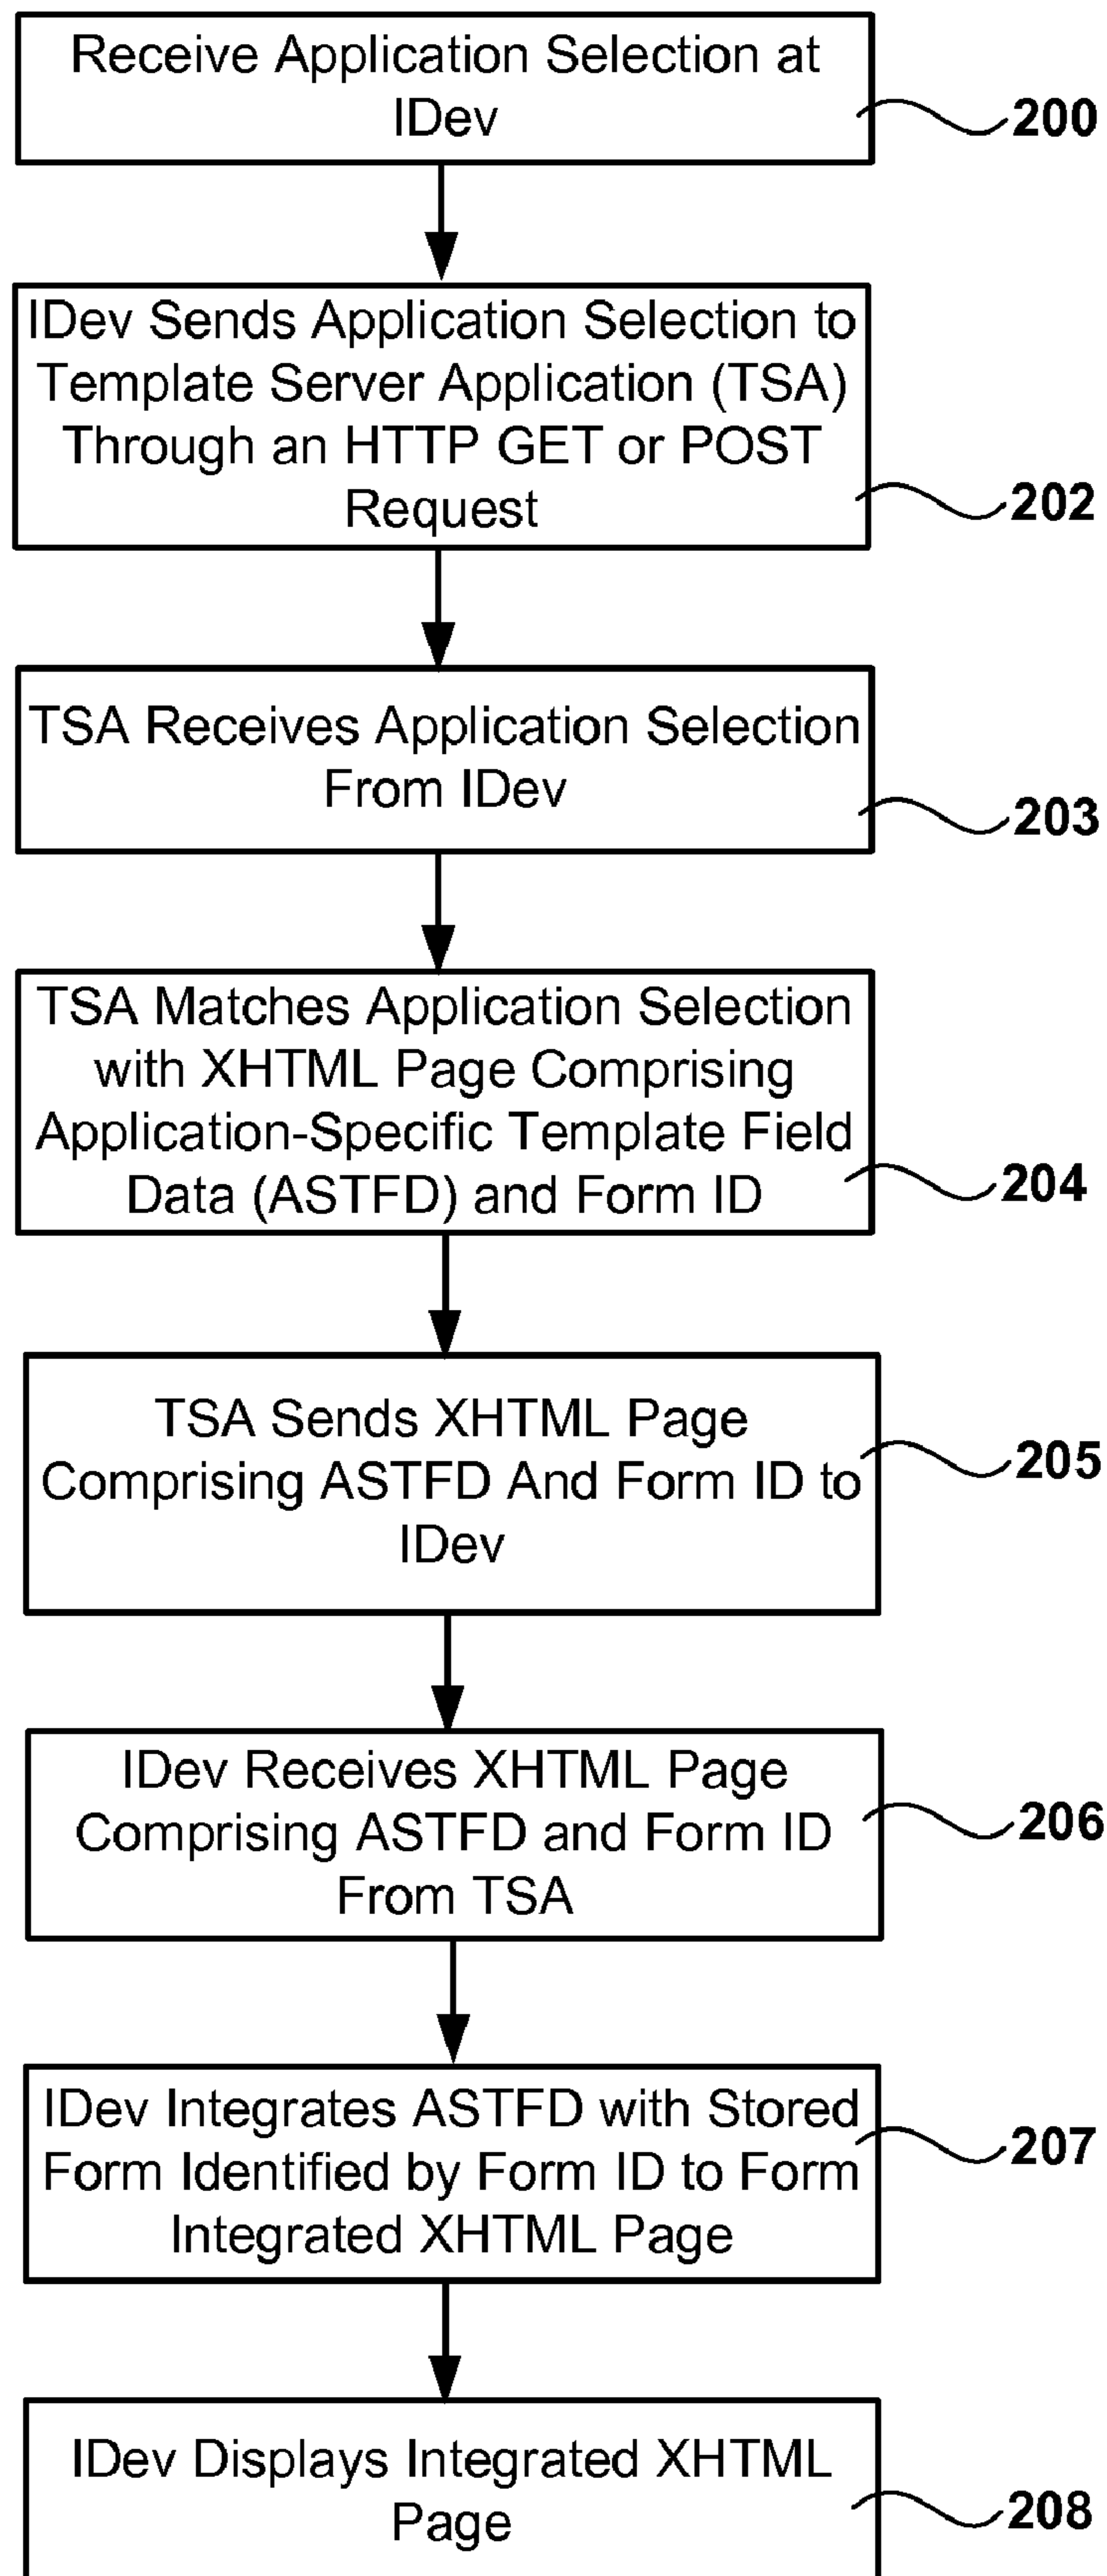 Receive Application Selection at
IDev
200
IDev Sends Application Selection to
Template Server Application (TSA)
Through an HTTP GET or POST
Request
202
TSA Receives Application Selection
From IDev
203
TSA Matches Application Selection
with XHTML Page Comprising
Application-Specific Template Field
Data (ASTFD) and Form ID
204
TSA Sends XHTML Page
Comprising ASTFD And Form ID to
IDev
205
IDev Receives XHTML Page
Comprising ASTFD and Form ID
From TSA
206
IDev Integrates ASTFD with Stored
Form Identified by Form ID to Form
Integrated XHTML Page
207
IDev Displays Integrated XHTML
Page
208